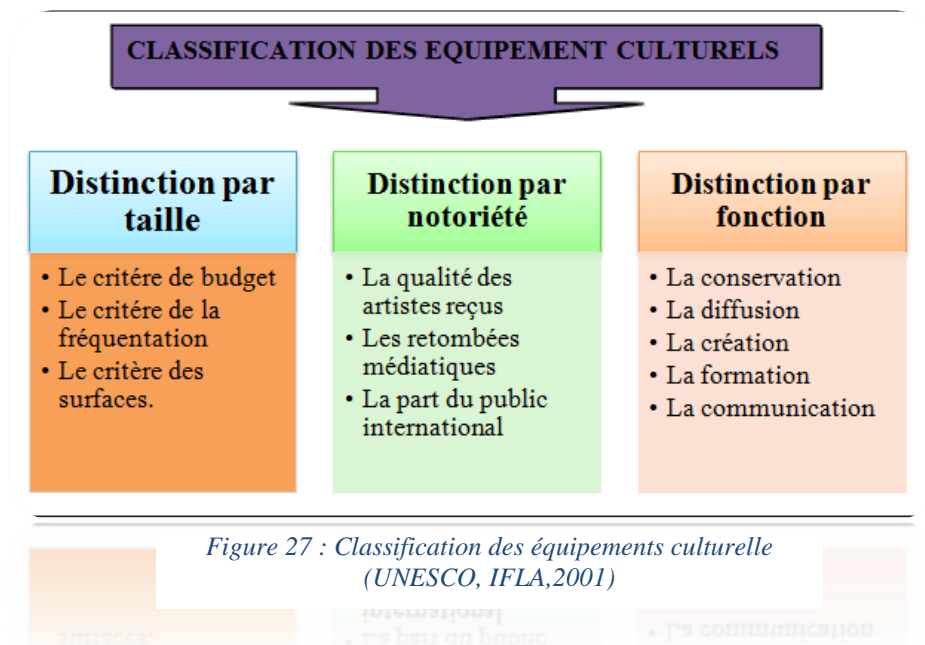 CLASSIFICATION DES EQUIPEMENT CULTURELS
Distinction par
taille
• Le critére de budget
• Le critére de la
fréquentation
• Le critère des
surfaces.
Distinction par
notoriété
• La qualité des
artistes reçus
• Les retombées
médiatiques
• La part du public
international
Distinction par
fonction
• La conservation
• La diffusion
• La création
• La formation
• La communication
Figure 27 : Classification des équipements culturelle
(UNESCO, IFLA,2001)